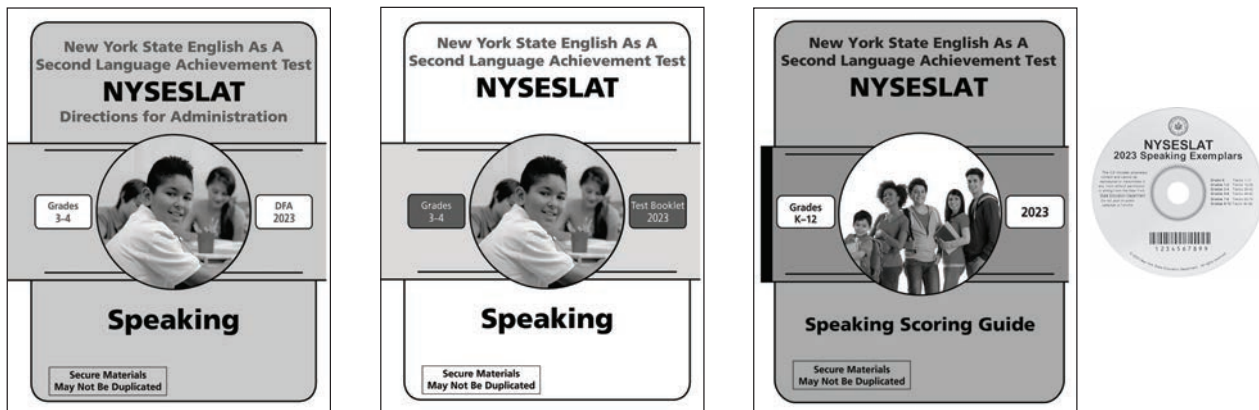 New York State English As A
Second Language Achievement Test
NYSESLAT
Directions for Administration
Grades
3–4
DFA
2023
Speaking
Secure Materials
May Not Be Duplicated
New York State English As A
Second Language Achievement Test
NYSESLAT
Grades
3–4
Test Booklet
2023
Speaking
Secure Materials
May Not Be Duplicated
New York State English As A
Second Language Achievement Test
NYSESLAT
Grades
K–12
2023
Speaking Scoring Guide
Secure Materials
May Not Be Duplicated
NYSESLAT
2023 Speaking Exemplars
1234567899